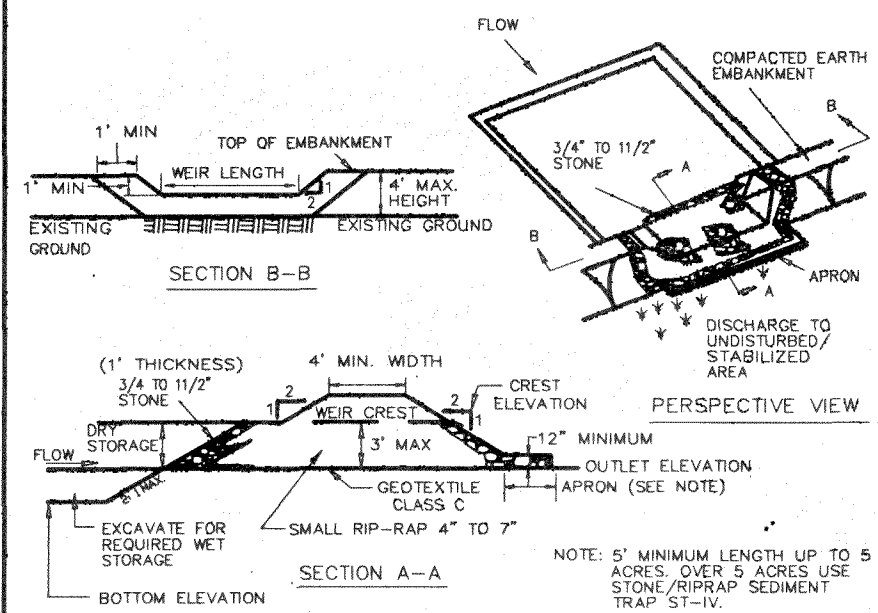 FLOW
COMPACTED EARTH
EMBANKMENT
B
1' MIN
TOP OF EMBANKMENT
WEIR LENGTH
3/4" TO 11/2"
STONE
A
1' MIN
1
2
4' MAX.
HEIGHT
EXISTING
GROUND
EXISTING GROUND
B
A
APRON
SECTION B-B
DISCHARGE TO
UNDISTURBED/
STABILIZED
AREA
PERSPECTIVE VIEW
(1' THICKNESS)
3/4 TO 11/2"
STONE
4' MIN. WIDTH
2
1
2
1
CREST
ELEVATION
WEIR CREST
DRY
STORAGE
3' MAX
12" MINIMUM
FLOW
OUTLET ELEVATION
2:1 MAX.
GEOTEXTILE
CLASS C
APRON (SEE NOTE)
EXCAVATE FOR
REQUIRED WET
STORAGE
SMALL RIP-RAP 4" TO 7"
SECTION A-A
BOTTOM ELEVATION
NOTE: 5' MINIMUM LENGTH UP TO 5
ACRES. OVER 5 ACRES USE
STONE/RIPRAP SEDIMENT
TRAP ST-IV.